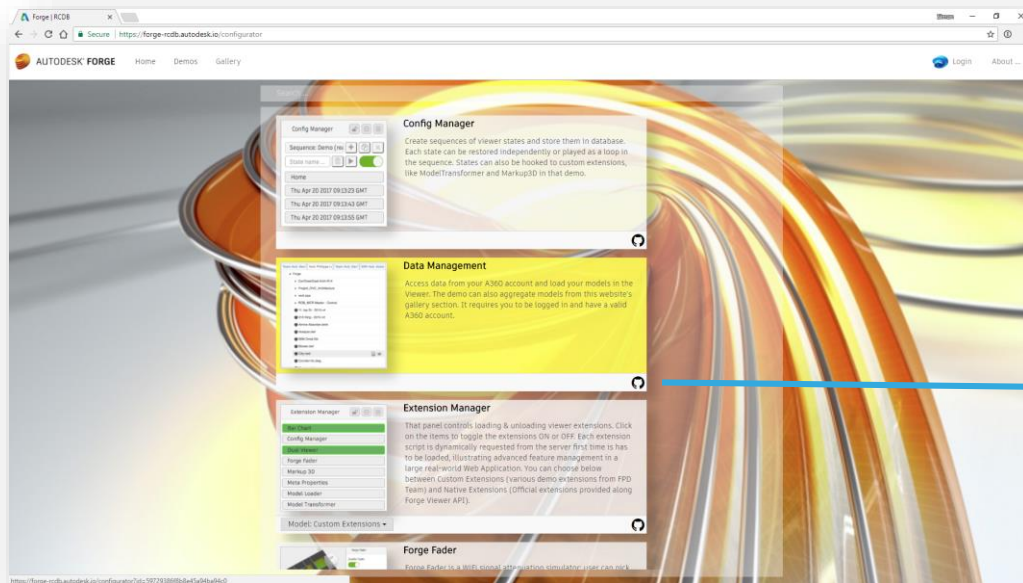 Forge | RCDB
Secure | https://forge-rcdb.autodesk.io/configurator
AUTODESK® FORGE Home Demos Gallery Login About ...
Search...
Config Manager
Sequence: Demo (
State name...
Home
Thu Apr 20 2017 09:13:23 GMT
Thu Apr 20 2017 09:13:43 GMT
Thu Apr 20 2017 09:13:55 GMT
Config Manager
Create sequences of viewer states and store them in database.
Each state can be restored independently or played as a loop in
the sequence. States can also be hooked to custom extensions,
like ModelTransformer and Markup3D in that demo.
Data Management
Access data from your A360 account and load your models in the
Viewer. The demo can also aggregate models from this website's
gallery section. It requires you to be logged in and have a valid
A360 account.
Extension Manager
Bar Chart
Config Manager
Dual Viewer
Forge Fader
Markup 3D
Meta Properties
Model Loader
Model Transformer
Model: Custom Extensions
Extension Manager
That panel controls loading & unloading viewer extensions. Click
on the items to toggle the extensions ON or OFF. Each extension
script is dynamically requested from the server first time is has
to be loaded, illustrating advanced feature management in a
large real-world Web Application. You can choose below
between Custom Extensions (various demo extensions from FPD
Team) and Native Extensions (Official extensions provided along
Forge Viewer API).
Forge Fader
Forge Fader is a WiFi signal attenuation simulator: user can pick